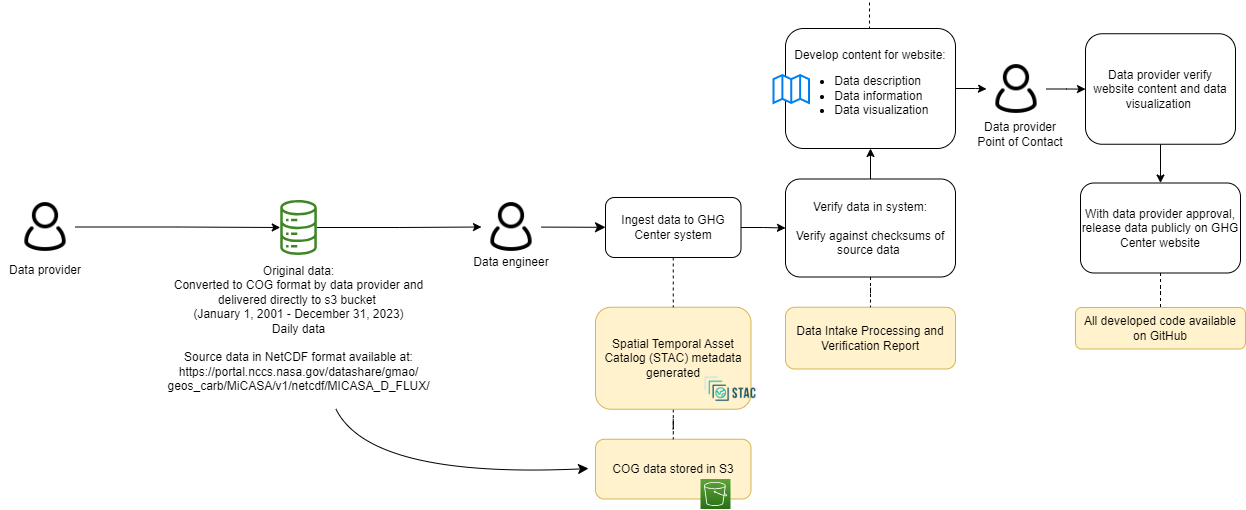 Data provider
Original data:
Converted to COG format by data provider and
delivered directly to s3 bucket
(January 1, 2001 - December 31, 2023)
Daily data
Source data in NetCDF format available at:
https://portal.nccs.nasa.gov/datashare/gmao/
geos_carb/MiCASA/v1/netcdf/MICASA_D_FLUX/
Data engineer
Ingest data to GHG
Center system
Spatial Temporal Asset
Catalog (STAC) metadata
generated
STAC
COG data stored in S3
Verify data in system:
Verify against checksums of
source data
Data Intake Processing and
Verification Report
Develop content for website:
• Data description
• Data information
• Data visualization
Data provider
Point of Contact
Data provider verify
website content and data
visualization
With data provider approval,
release data publicly on GHG
Center website
All developed code available
on GitHub